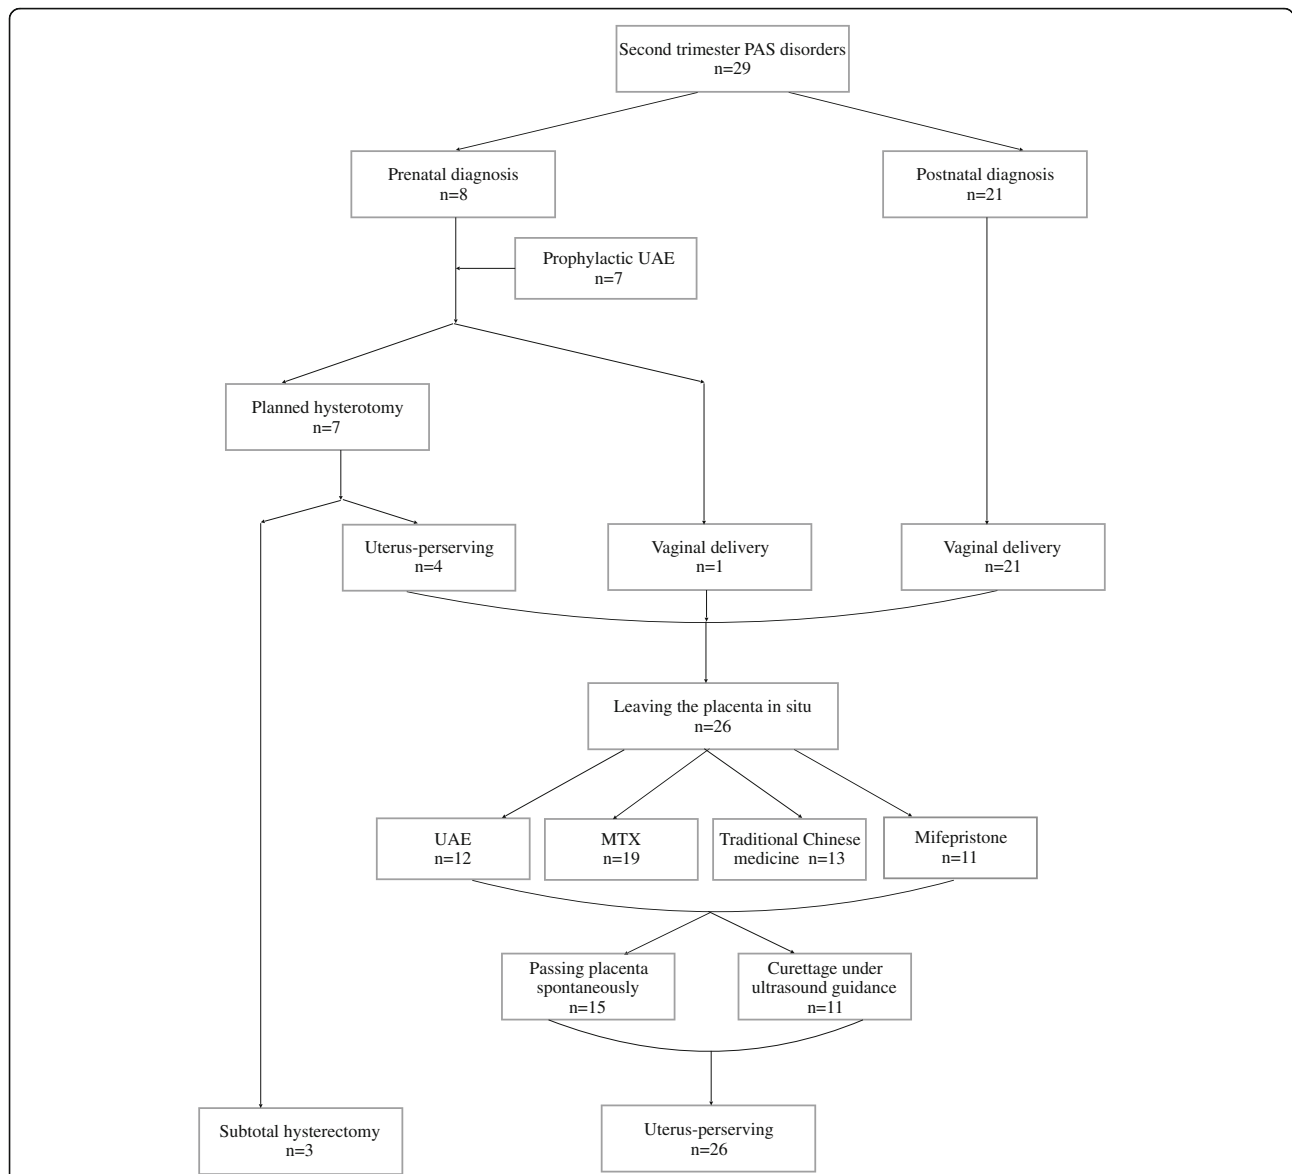 Second trimester PAS disorders
n=29
Prenatal diagnosis
n=8
Postnatal diagnosis
n=21
Prophylactic UAE
n=7
Planned hysterotomy
n=7
Uterus-perserving
n=4
Vaginal delivery
n=1
Vaginal delivery
n=21
Leaving the placenta in situ
n=26
UAE
n=12
MTX
n=19
Traditional Chinese
medicine n=13
Mifepristone
n=11
Passing placenta
spontaneously
n=15
Curettage under
ultrasound guidance
n=11
Subtotal hysterectomy
n=3
Uterus-perserving
n=26